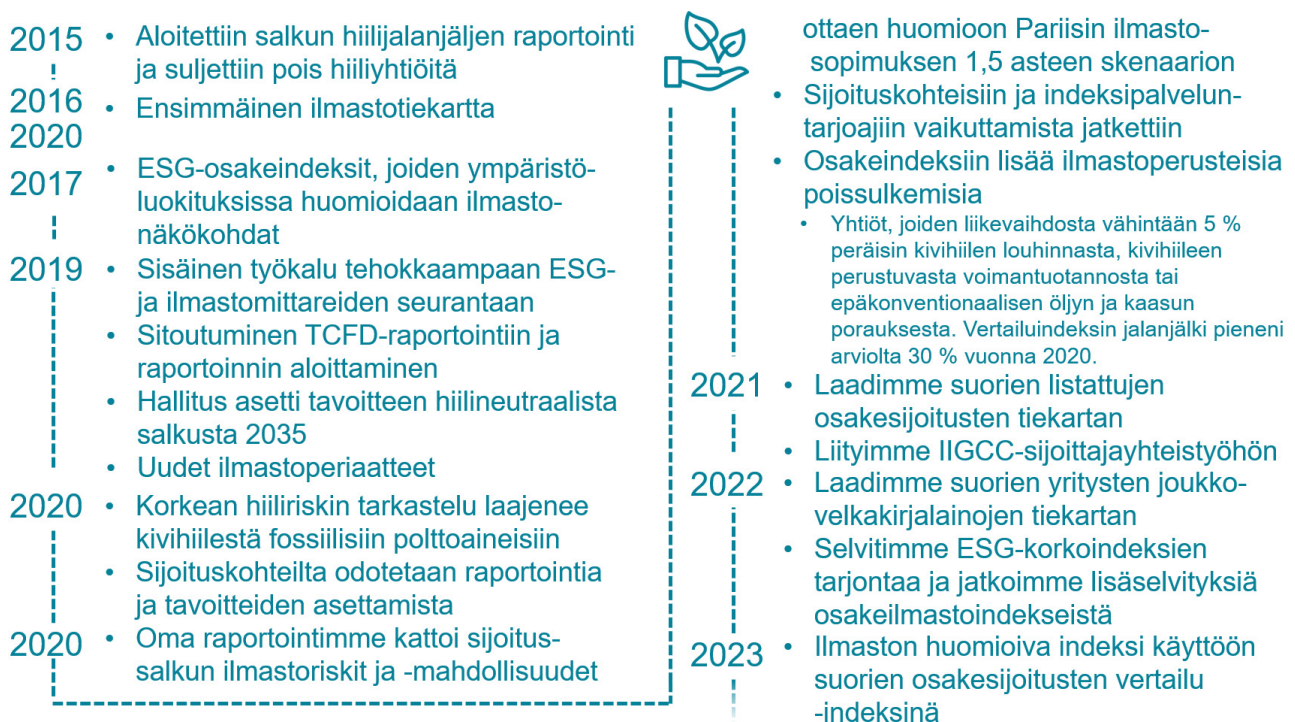 2015 • Aloitettiin salkun hiilijalanjäljen raportointi
ja suljettiin pois hiiliyhtiöitä
2016 • Ensimmäinen ilmastotiekartta
2020
2017 • ESG-osakeindeksit, joiden ympäristö-
luokituksissa huomioidaan ilmasto-
näkökohdat
2019 • Sisäinen työkalu tehokkaampaan ESG-
ja ilmastomittareiden seurantaan
• Sitoutuminen TCFD-raportointiin ja
raportoinnin aloittaminen
• Hallitus asetti tavoitteen hiilineutraalista
salkusta 2035
• Uudet ilmastoperiaatteet
2020 • Korkean hiiliriskin tarkastelu laajenee
kivihiilestä fossiilisiin polttoaineisiin
• Sijoituskohteilta odotetaan raportointia
ja tavoitteiden asettamista
2020 • Oma raportointimme kattoi sijoitus-
salkun ilmastoriskit ja -mahdollisuudet
ottaen huomioon Pariisin ilmasto-
sopimuksen 1,5 asteen skenaarion
• Sijoituskohteisiin ja indeksipalvelun-
tarjoajiin vaikuttamista jatkettiin
• Osakeindeksiin lisää ilmastoperusteisia
poissulkemisia
• Yhtiöt, joiden liikevaihdosta vähintään 5 %
peräisin kivihiilen louhinnasta, kivihiileen
perustuvasta voimantuotannosta tai
epäkonventionaalisen öljyn ja kaasun
porauksesta. Vertailuindeksin jalanjälki pieneni
arviolta 30 % vuonna 2020.
2021 • Laadimme suorien listattujen
osakesijoitusten tiekartan
• Liityimme IIGCC-sijoittajayhteistyöhön
2022 • Laadimme suorien yritysten joukko-
velkakirjalainojen tiekartan
• Selvitimme ESG-korkoindeksien
tarjontaa ja jatkoimme lisäselvityksiä
osakeilmastoindekseistä
2023 • Ilmaston huomioiva indeksi käyttöön
suorien osakesijoitusten vertailu
-indeksinä